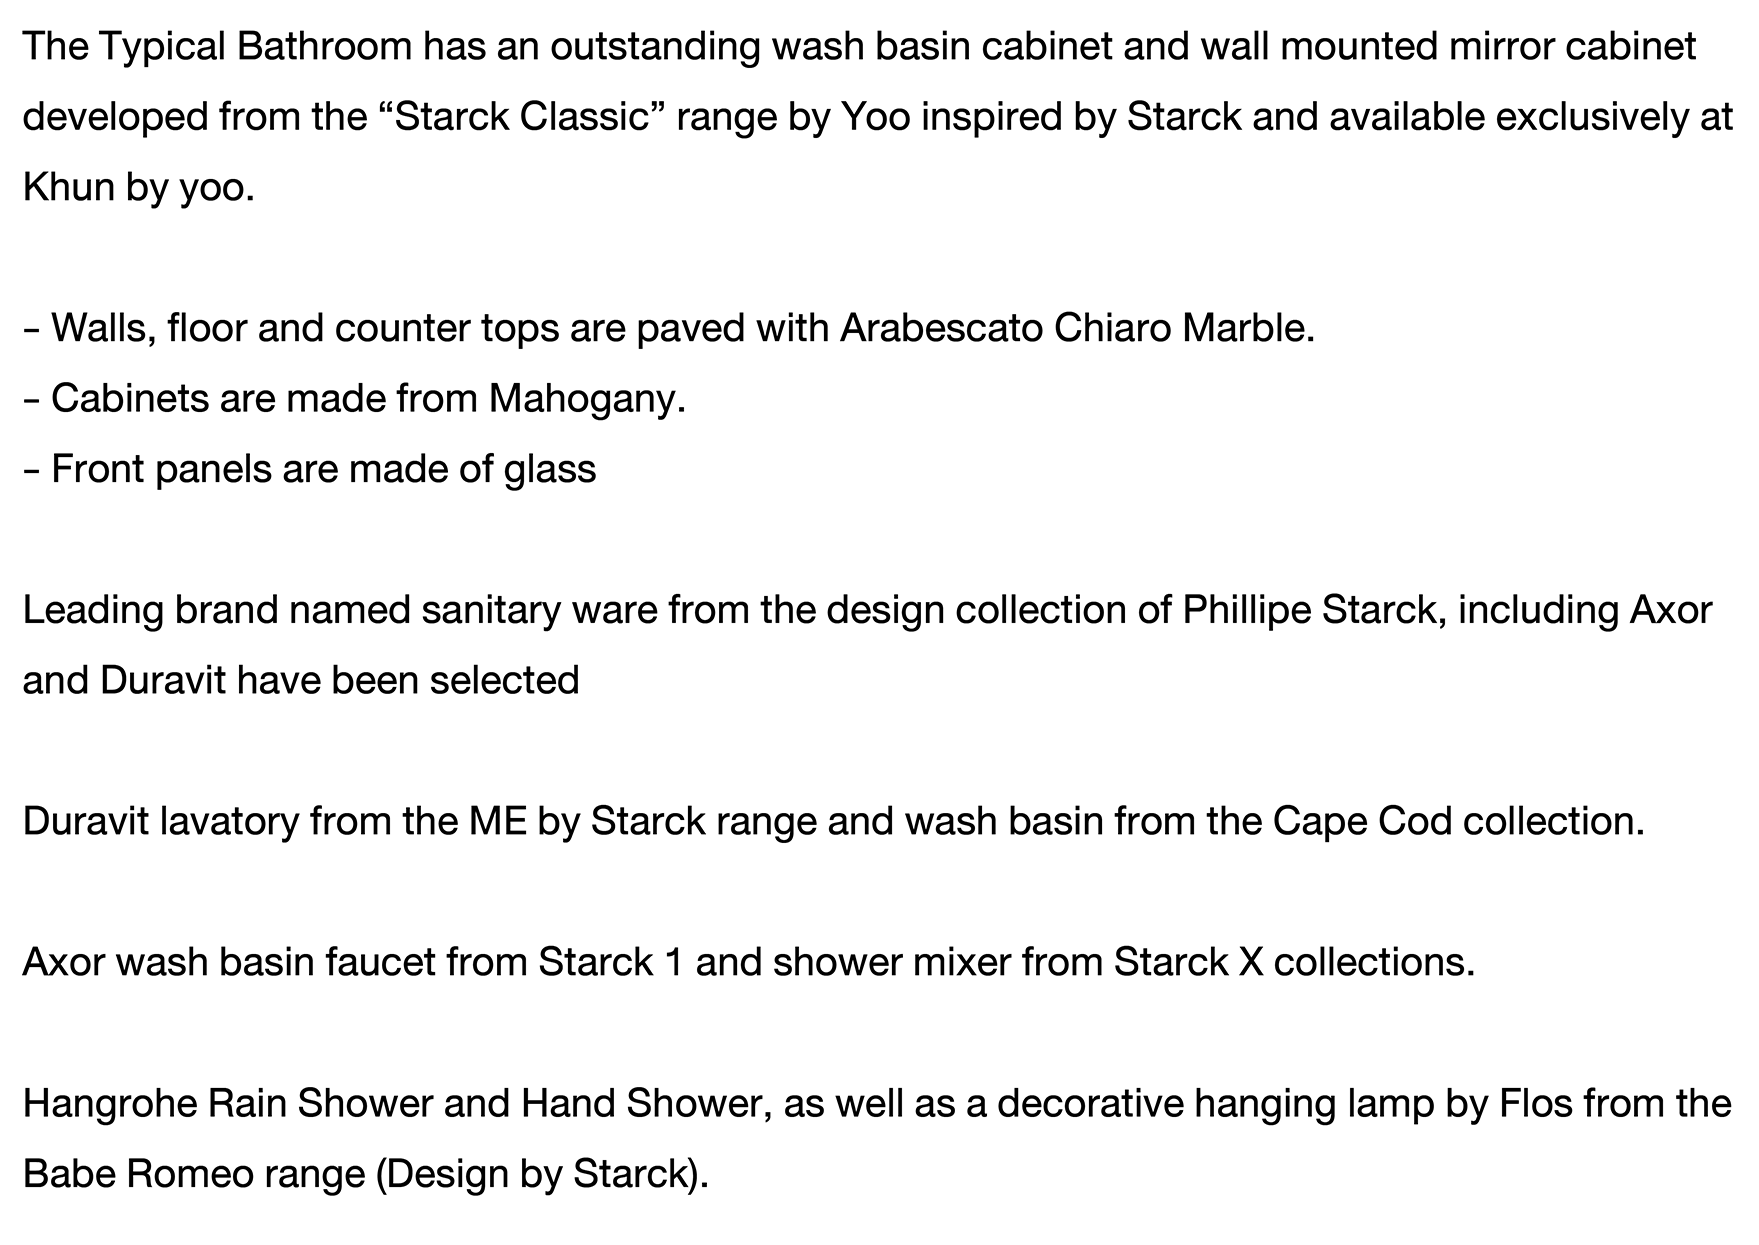 The Typical Bathroom has an outstanding wash basin cabinet and wall mounted mirror cabinet
developed from the “Starck Classic” range by Yoo inspired by Starck and available exclusively at
Khun by yoo.
– Walls, floor and counter tops are paved with Arabescato Chiaro Marble.
– Cabinets are made from Mahogany.
– Front panels are made of glass
Leading brand named sanitary ware from the design collection of Phillipe Starck, including Axor
and Duravit have been selected
Duravit lavatory from the ME by Starck range and wash basin from the Cape Cod collection.
Axor wash basin faucet from Starck 1 and shower mixer from Starck X collections.
Hangrohe Rain Shower and Hand Shower, as well as a decorative hanging lamp by Flos from the
Babe Romeo range (Design by Starck).